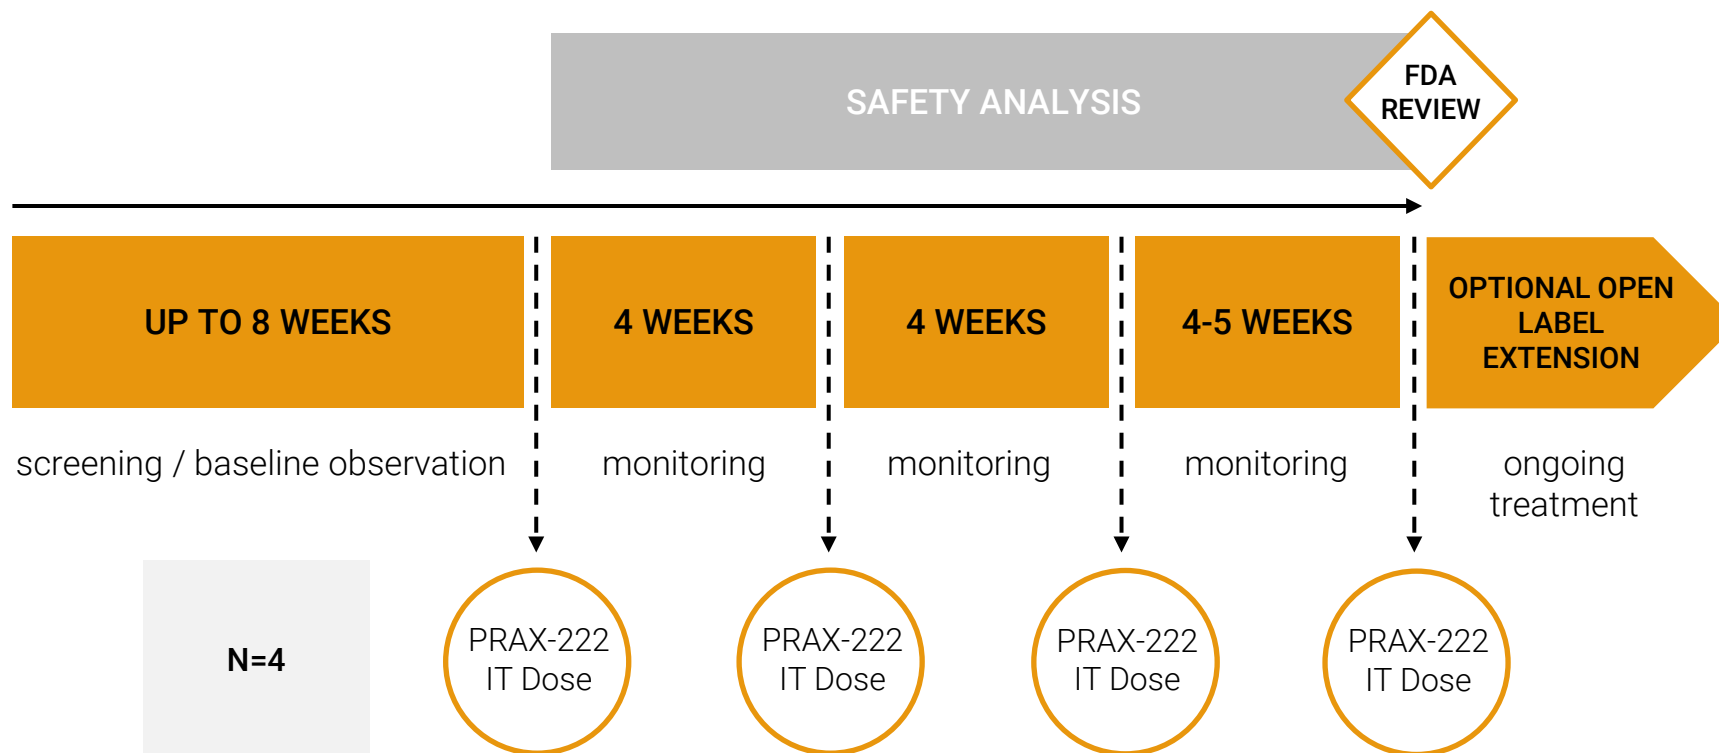 SAFETY ANALYSIS
FDA
REVIEW
UP TO 8 WEEKS
4 WEEKS
4 WEEKS
4-5 WEEKS
OPTIONAL OPEN
LABEL
EXTENSION
screening / baseline observation
monitoring
monitoring
monitoring
ongoing
treatment
N=4
PRAX-222
IT Dose
PRAX-222
IT Dose
PRAX-222
IT Dose
PRAX-222
IT Dose